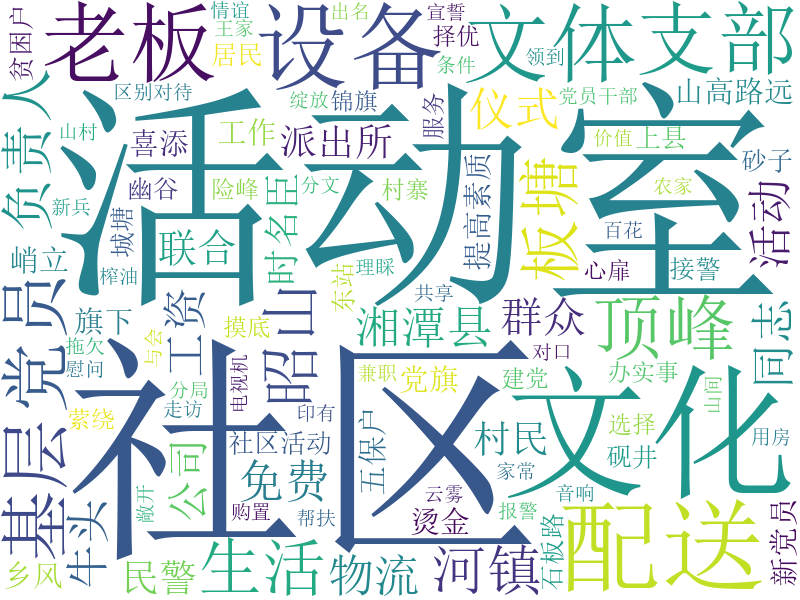 贫困户
老板
设备
情谊
王家
居民
出名
宣誓
择优
条件
文体支部
领到
区别对待
绽放
锦旗
服务
仪式
党员干部
山高路远
负责人
活动室
山村
喜添
工作
派出所
价值
上县
新兵
幽谷
险峰
分文
村寨
提高素质
板塘
农家
砂子
活动
峭立
城塘
榨油
联合
时名臣
理睬
东站
百花
心扉
接警
基层党员
旗下
工资
昭山
摸底
共享
湘潭县
群众
顶峰
同志
拖欠
慰问
与会
电视机
对口
兼职
党旗
建党
办实事
分局
走访
萦绕
印有
山间
社区
文化
公司
社区活动
五保户
村民
选择
砚井
用房
牛头
敞开
免费
家常
购置
帮扶
云雾
烫金
音响
报警
新党员
乡风
民警
生活
物流
河镇
石板路
配送